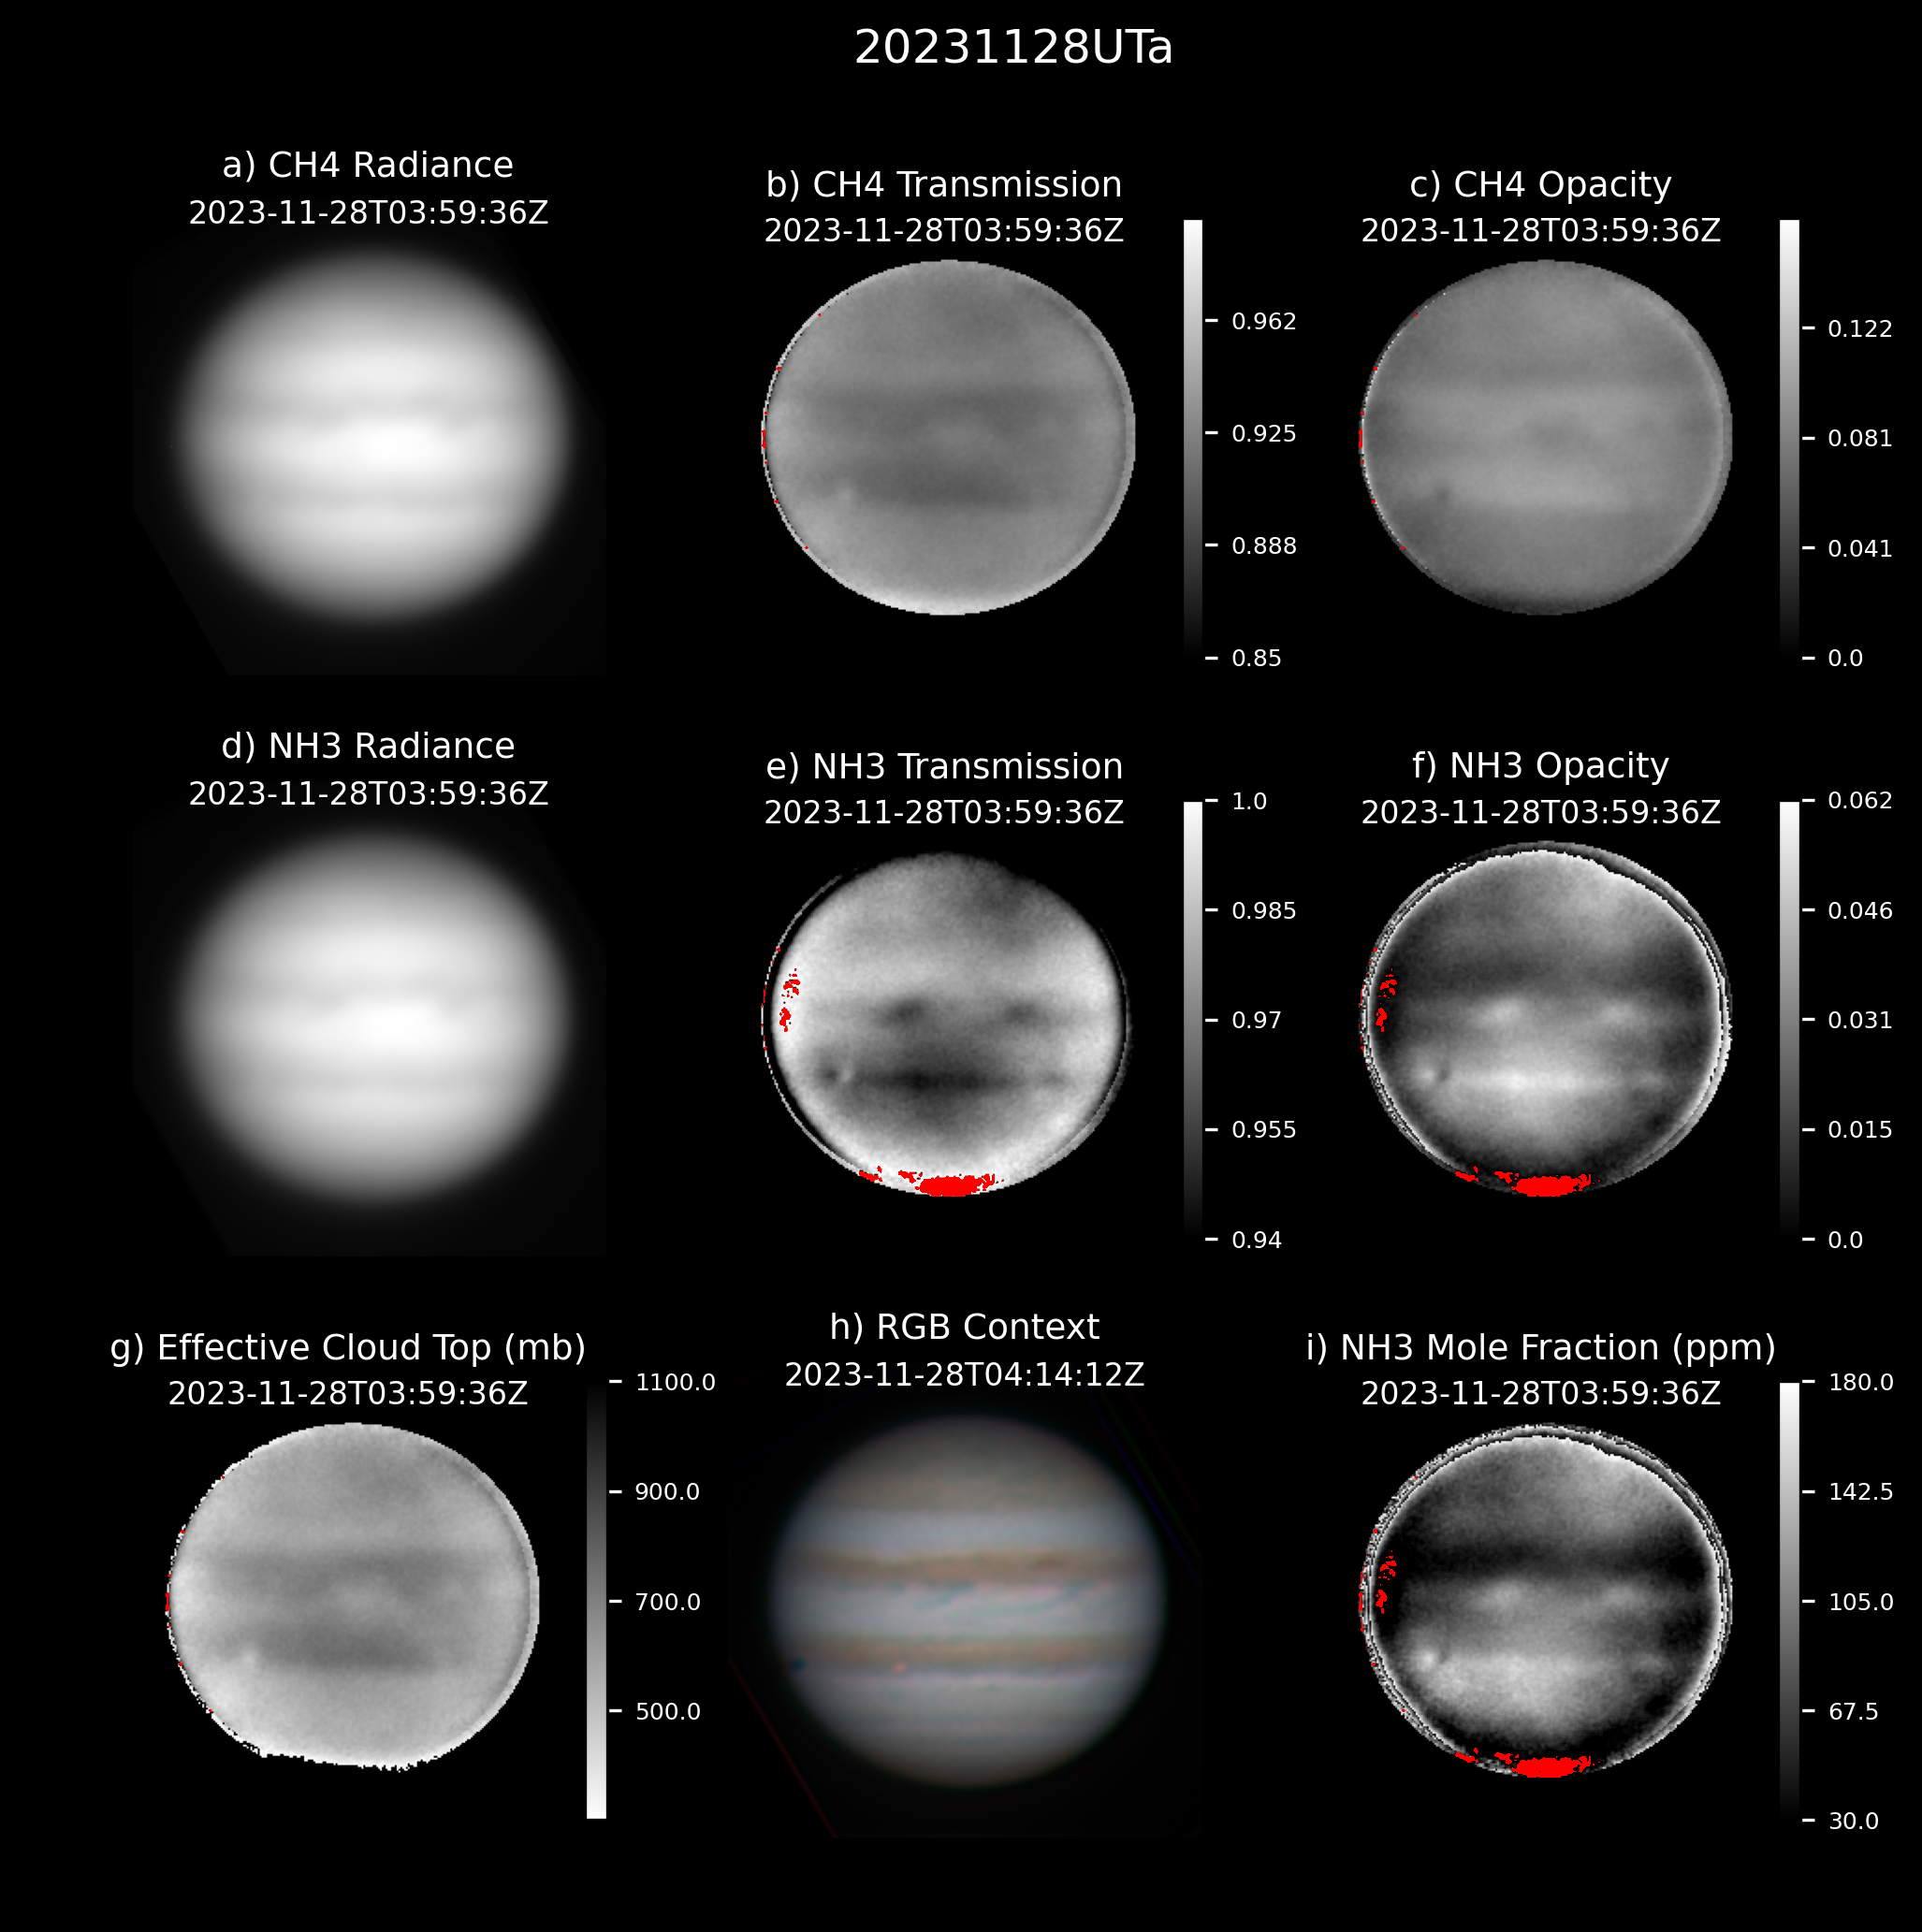 20231128UTa
a) CH4 Radiance
2023-11-28T03:59:36Z
b) CH4 Transmission
2023-11-28T03:59:36Z
0.962
0.925
0.888
0.85
c) CH4 Opacity
2023-11-28T03:59:36Z
0.122
0.081
0.041
0.0
d) NH3 Radiance
2023-11-28T03:59:36Z
e) NH3 Transmission
2023-11-28T03:59:36Z
1.0
0.985
0.97
0.955
0.94
f) NH3 Opacity
2023-11-28T03:59:36Z
0.062
0.046
0.031
0.015
0.0
g) Effective Cloud Top (mb)
2023-11-28T03:59:36Z
1100.0
900.0
700.0
500.0
h) RGB Context
2023-11-28T04:14:12Z
i) NH3 Mole Fraction (ppm)
2023-11-28T03:59:36Z
180.0
142.5
105.0
67.5
30.0